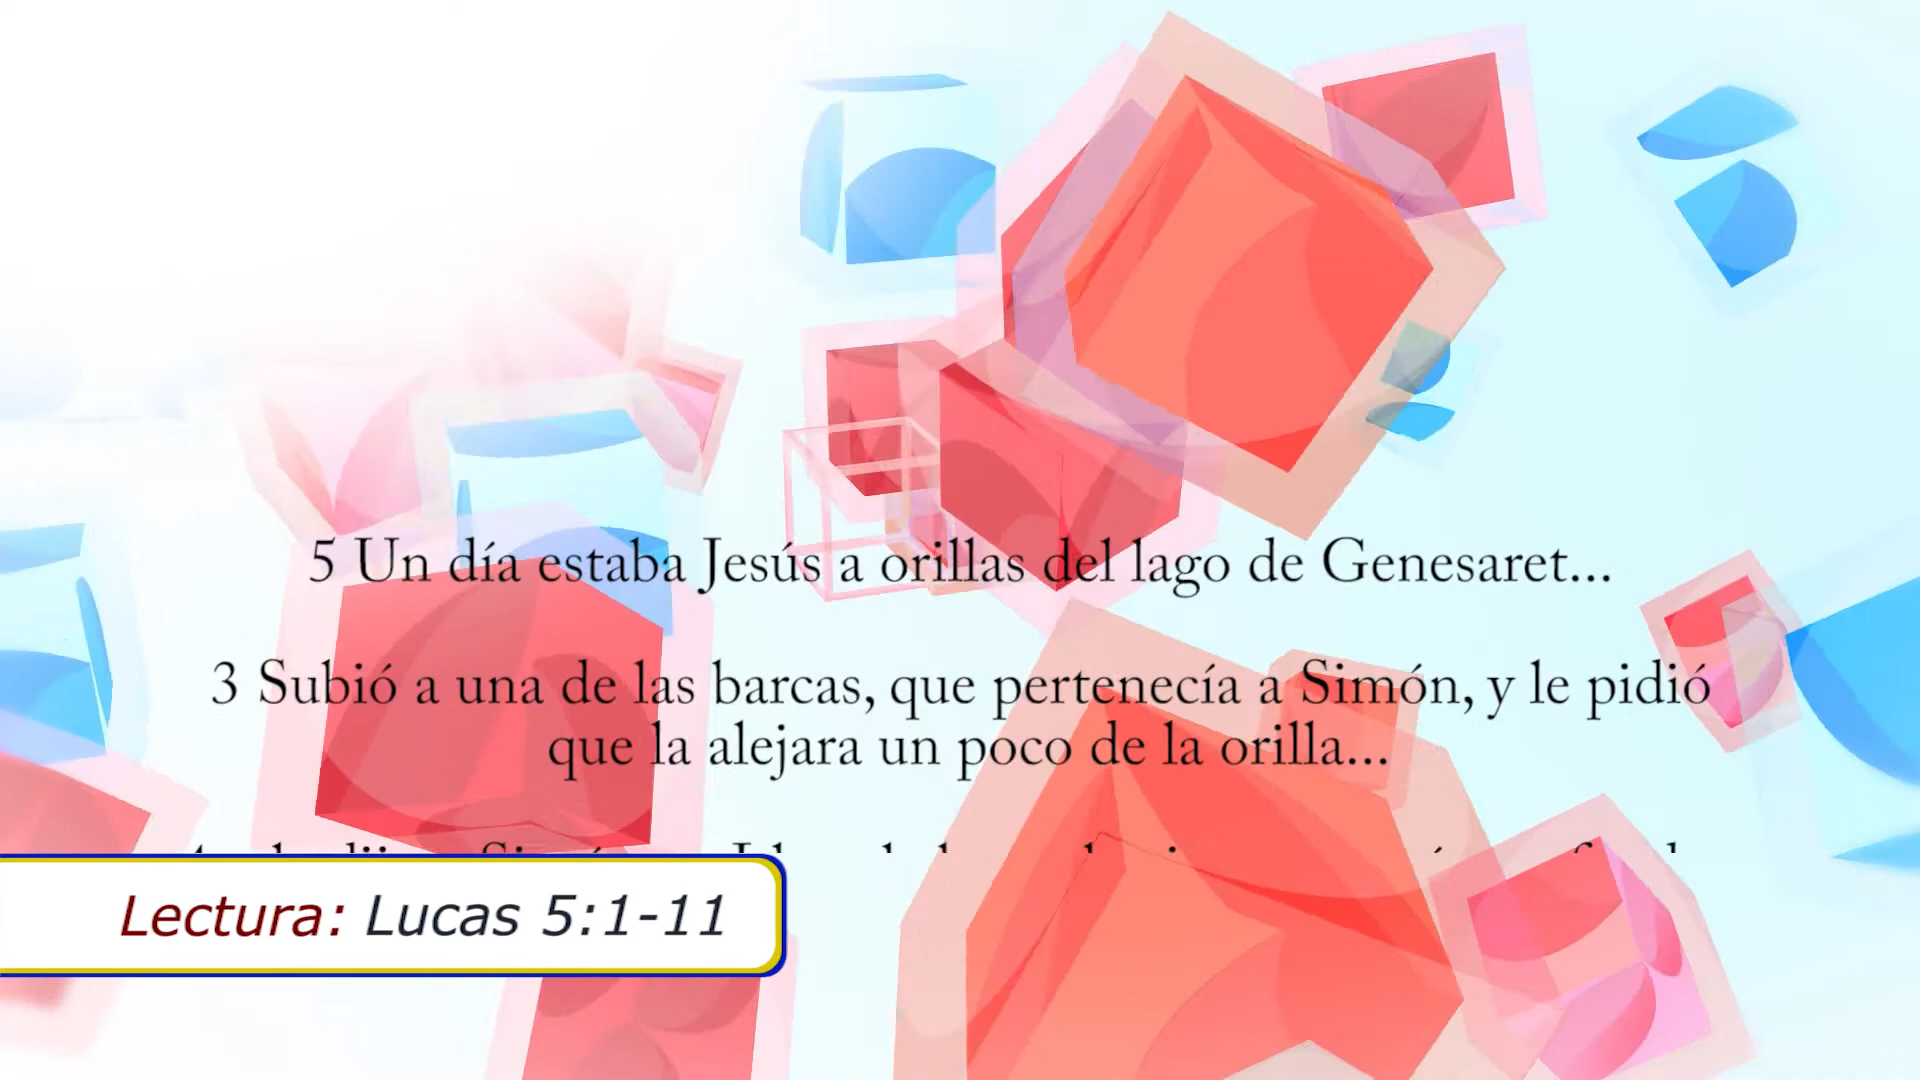 5 Un día estaba Jesús a orillas del lago de Genesaret...
3 Subió a una de las barcas, que pertenecía a Simón, y le pidió
que la alejara un poco de la orilla...
Lectura: Lucas 5:1-11